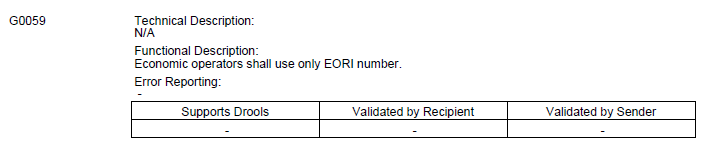 G0059 Technical Description:
N/A
Functional Description:
Economic operators shall use only EORI number.
Error Reporting:
-
Supports Drools Validated by Recipient Validated by Sender
- - -